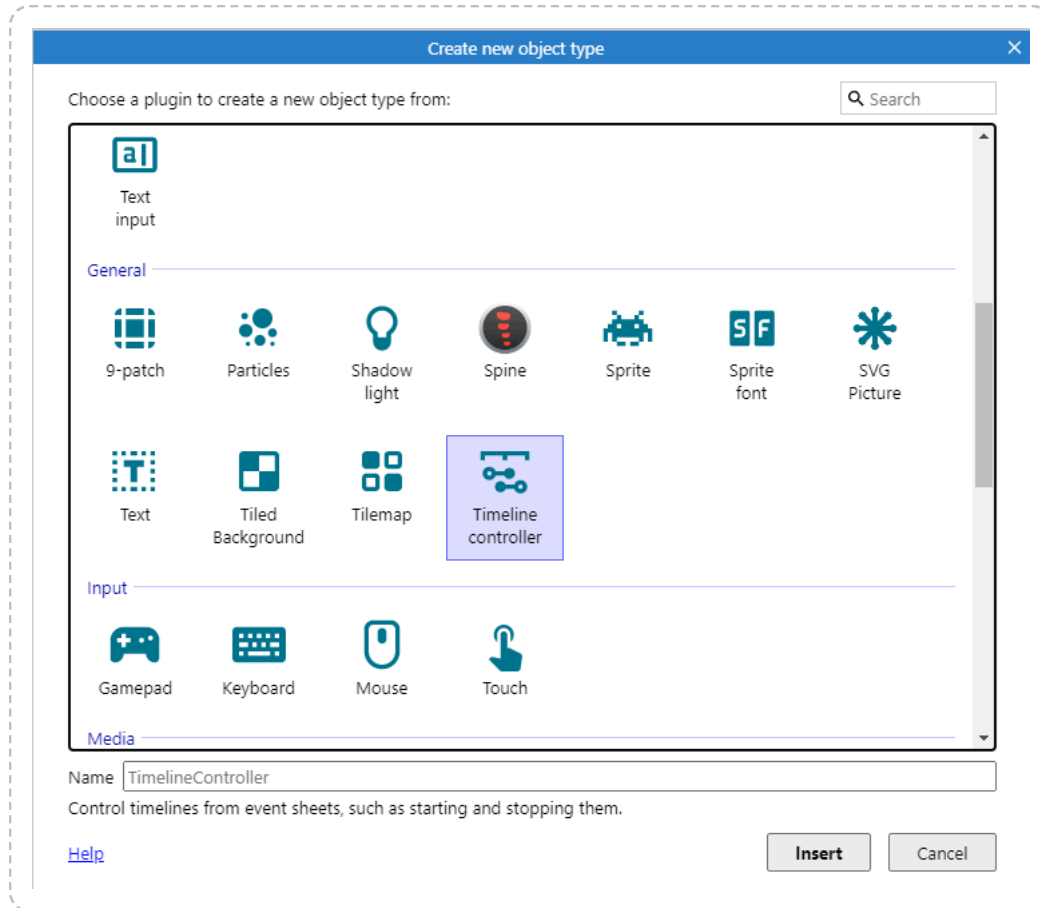 Create new object type
Choose a plugin to create a new object type from:
Search
a
Text
input
General
9-patch
Particles
Shadow
light
Spine
Sprite
S F
Sprite
font
SVG
Picture
T
Text
Tiled
Background
Tilemap
Timeline
controller
Input
Gamepad
Keyboard
Mouse
Touch
Media
Name TimelineController
Control timelines from event sheets, such as starting and stopping them.
Help
Insert
Cancel